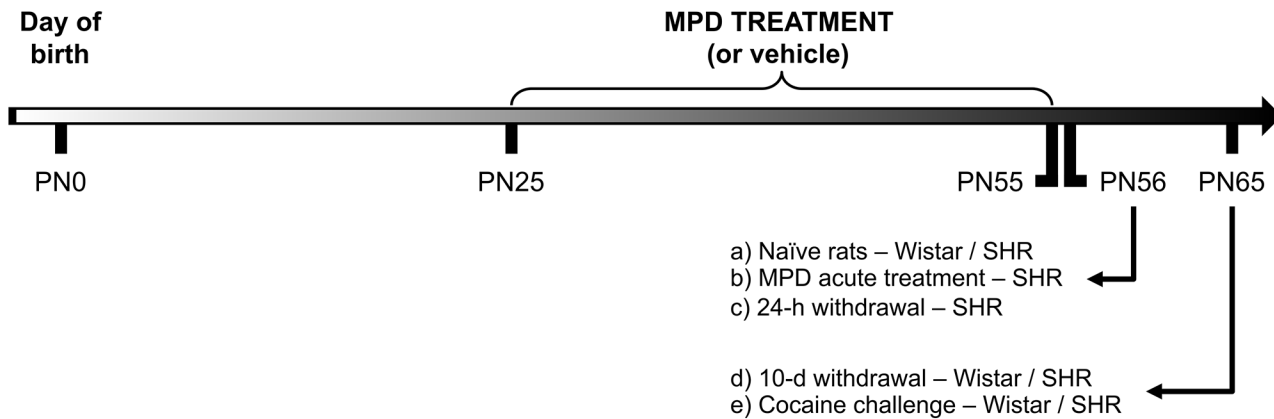 Day of
birth
MPD TREATMENT
(or vehicle)
PN0
PN25
PN55
PN56
PN65
a) Naïve rats – Wistar / SHR
b) MPD acute treatment – SHR
c) 24-h withdrawal – SHR
d) 10-d withdrawal – Wistar / SHR
e) Cocaine challenge – Wistar / SHR